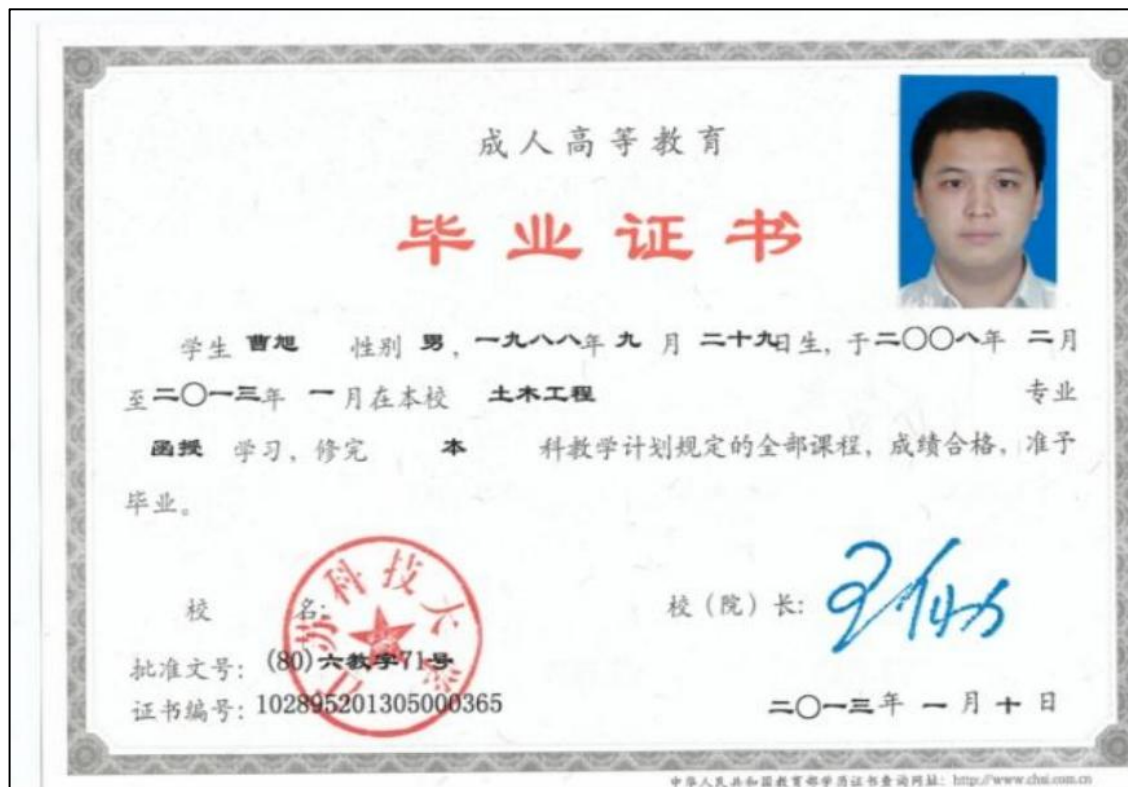 成人高等教育
毕业证书
学生 曹旭 性别 男，一九八八年 九 月 二十九日生，于二〇〇八年 二月
至二〇一三年 一月在本校 土木工程 专业
函授 学习，修完 本 科教学计划规定的全部课程，成绩合格，准予
毕业。
江苏科技大学
校 名：
校（院）长：
批准文号：(80)六教字71号
证书编号：102895201305000365
二〇一三年 一 月 十 日
中华人民共和国教育部学历证书查询网址：http://www.chsi.com.cn